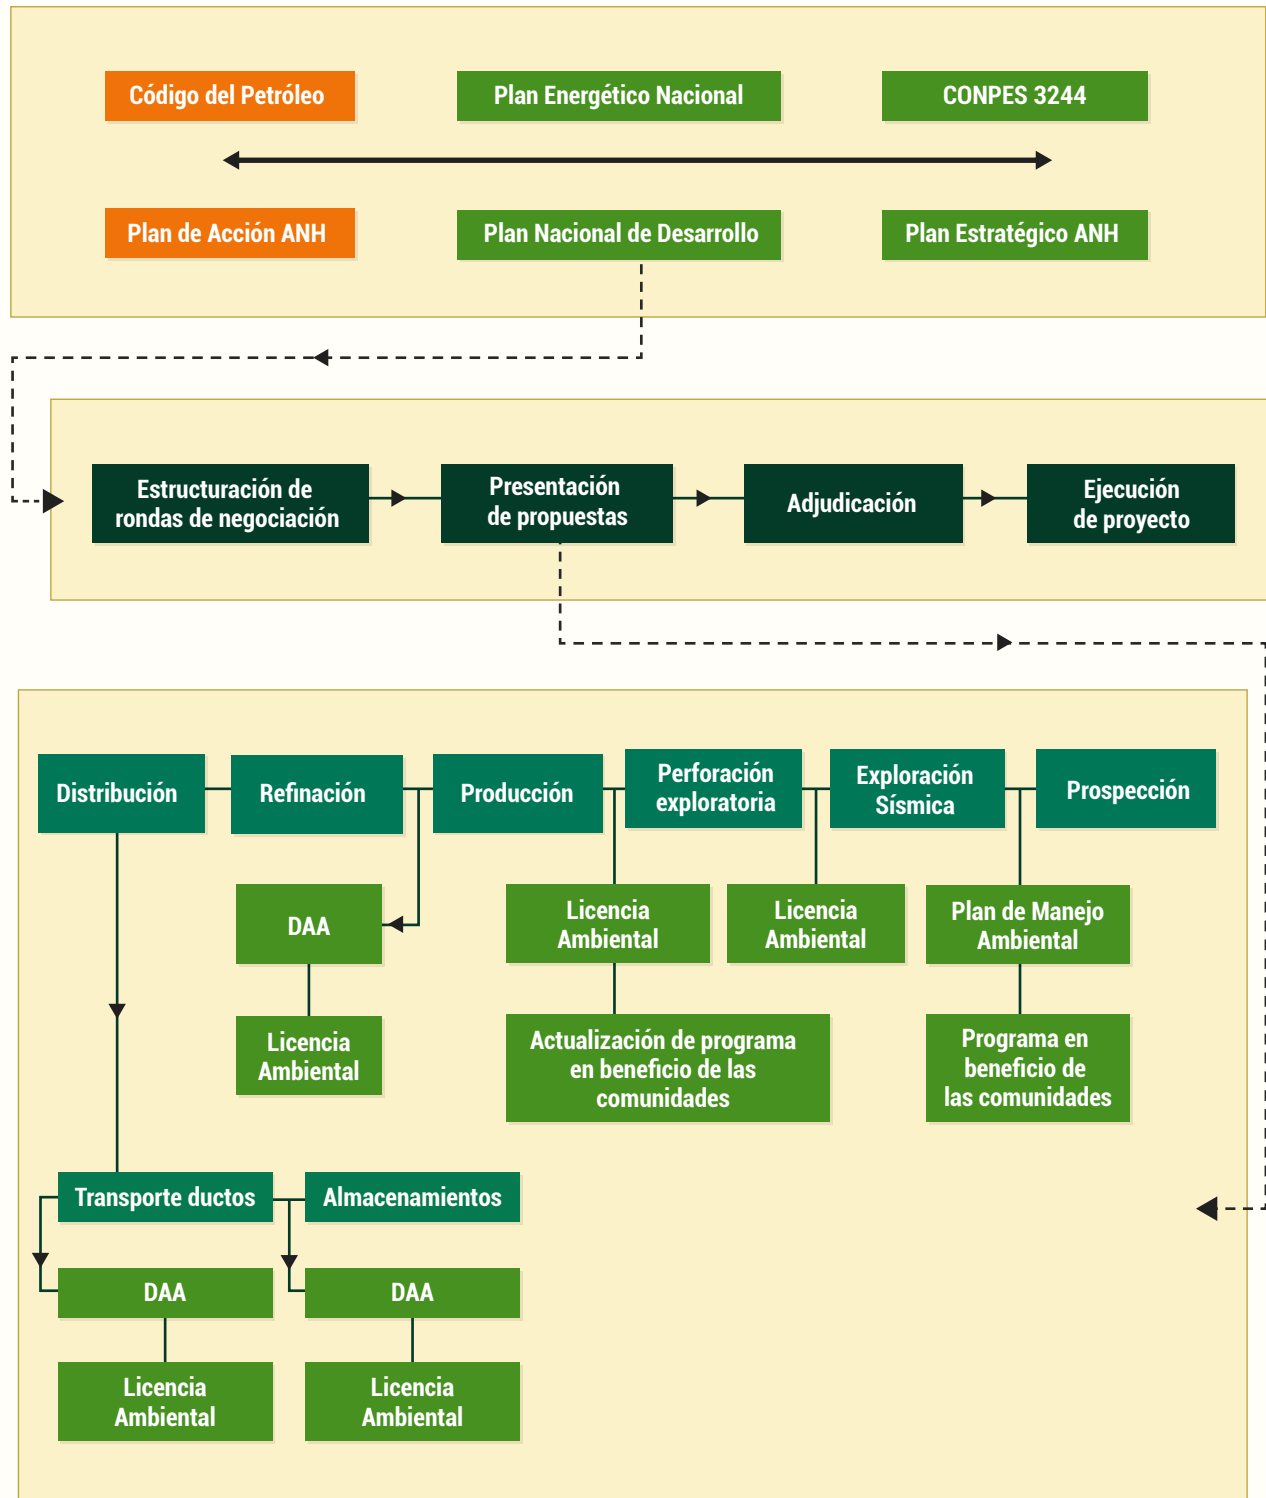 Código del Petróleo
Plan Energético Nacional
CONPES 3244
Plan de Acción ANH
Plan Nacional de Desarrollo
Plan Estratégico ANH
Estructuración de
rondas de negociación
Presentación
de propuestas
Adjudicación
Ejecución
de proyecto
Distribución
Refinación
Producción
Perforación
exploratoria
Exploración
Sísmica
Prospección
DAA
Licencia
Ambiental
Licencia
Ambiental
Licencia
Ambiental
Plan de Manejo
Ambiental
Actualización de programa
en beneficio de las
comunidades
Programa en
beneficio de
las comunidades
Transporte ductos
Almacenamientos
DAA
DAA
Licencia
Ambiental
Licencia
Ambiental